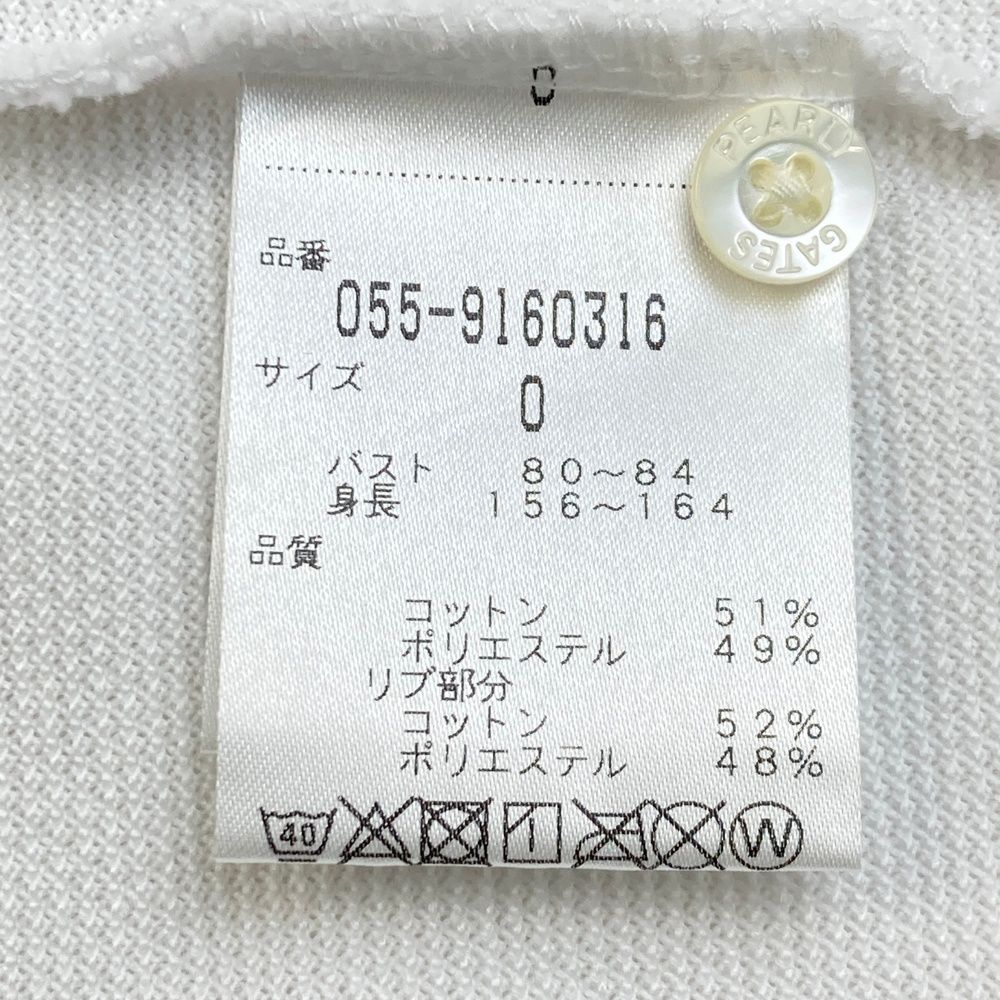 0
PEARLY
GATES
品番
055-9160316
サイズ
0
バスト 80～84
身長 156～164
品質
コットン 51%
ポリエステル 49%
リブ部分
コットン 52%
ポリエステル 48%
40
W